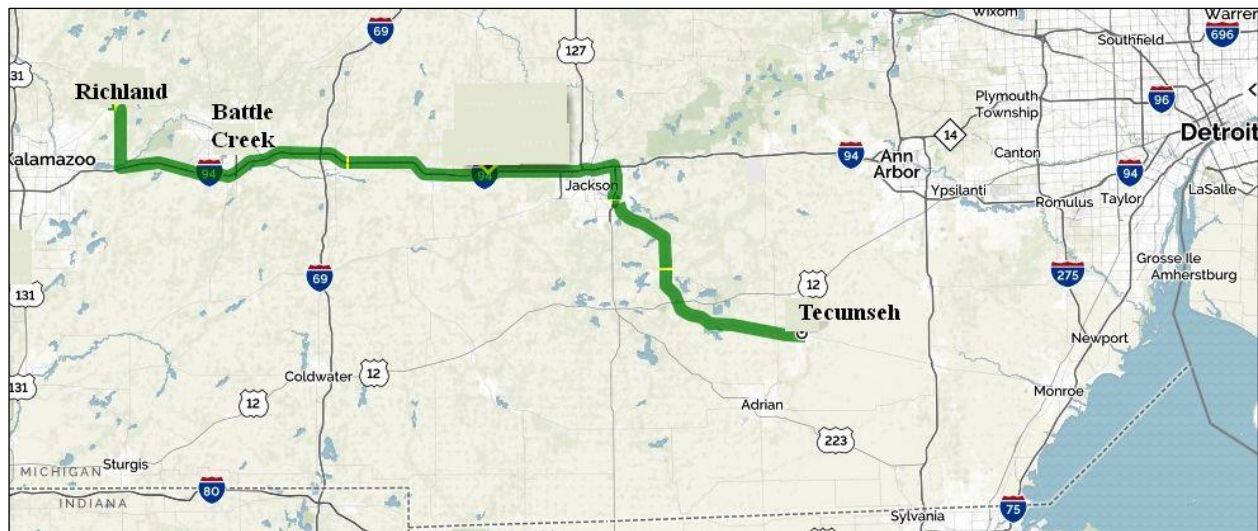 Wixom
Warren
69
696
127
Southfield
31
Richland
Plymouth
Township
96
Battle
Creek
14
Detroit
Kalamazoo
94
94
94
Ann
Arbor
Canton
94
Jackson
Ypsilanti
Romulus
Taylor
LaSalle
69
275
Grosse Ile
Amherstburg
131
12
Tecumseh
Newport
Coldwater
12
131
12
Adrian
Monroe
223
Sturgis
MICHIGAN
INDIANA
80
75
Sylvania